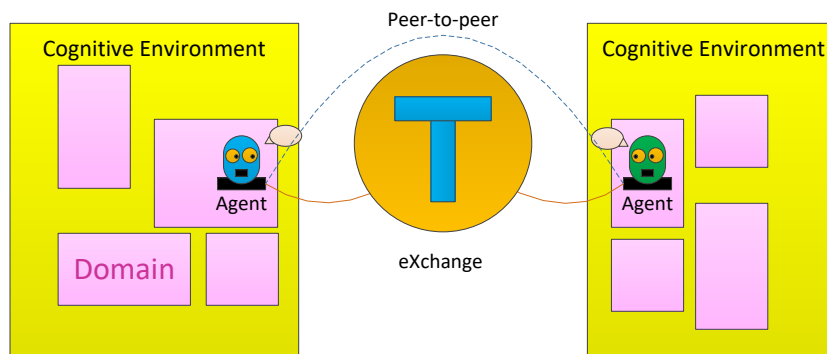 Peer-to-peer
Cognitive Environment
Cognitive Environment
T
Agent
Agent
eXchange
Domain